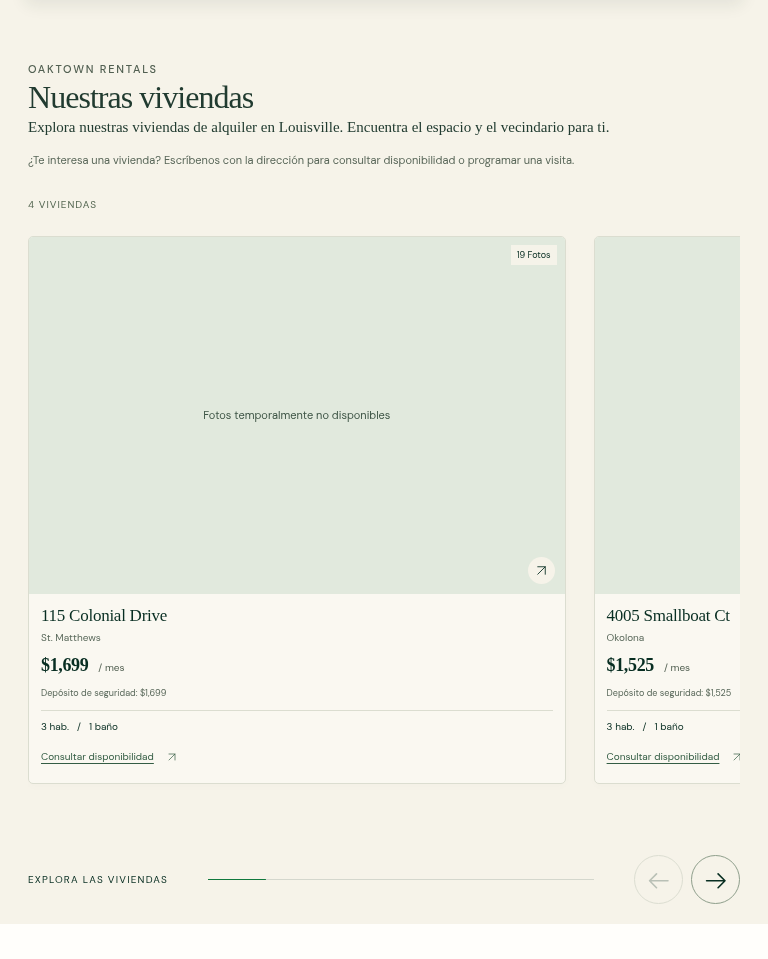 OAKTOWN RENTALS
Nuestras viviendas
Explora nuestras viviendas de alquiler en Louisville. Encuentra el espacio y el vecindario para ti.
¿Te interesa una vivienda? Escríbenos con la dirección para consultar disponibilidad o programar una visita.
4 VIVIENDAS
19 Fotos
Fotos temporalmente no disponibles
115 Colonial Drive
St. Matthews
$1,699 / mes
Depósito de seguridad: $1,699
3 hab. / 1 baño
Consultar disponibilidad
4005 Smallboat Ct
Okolona
$1,525 / mes
Depósito de seguridad: $1,525
3 hab. / 1 baño
Consultar disponibilidad
EXPLORA LAS VIVIENDAS